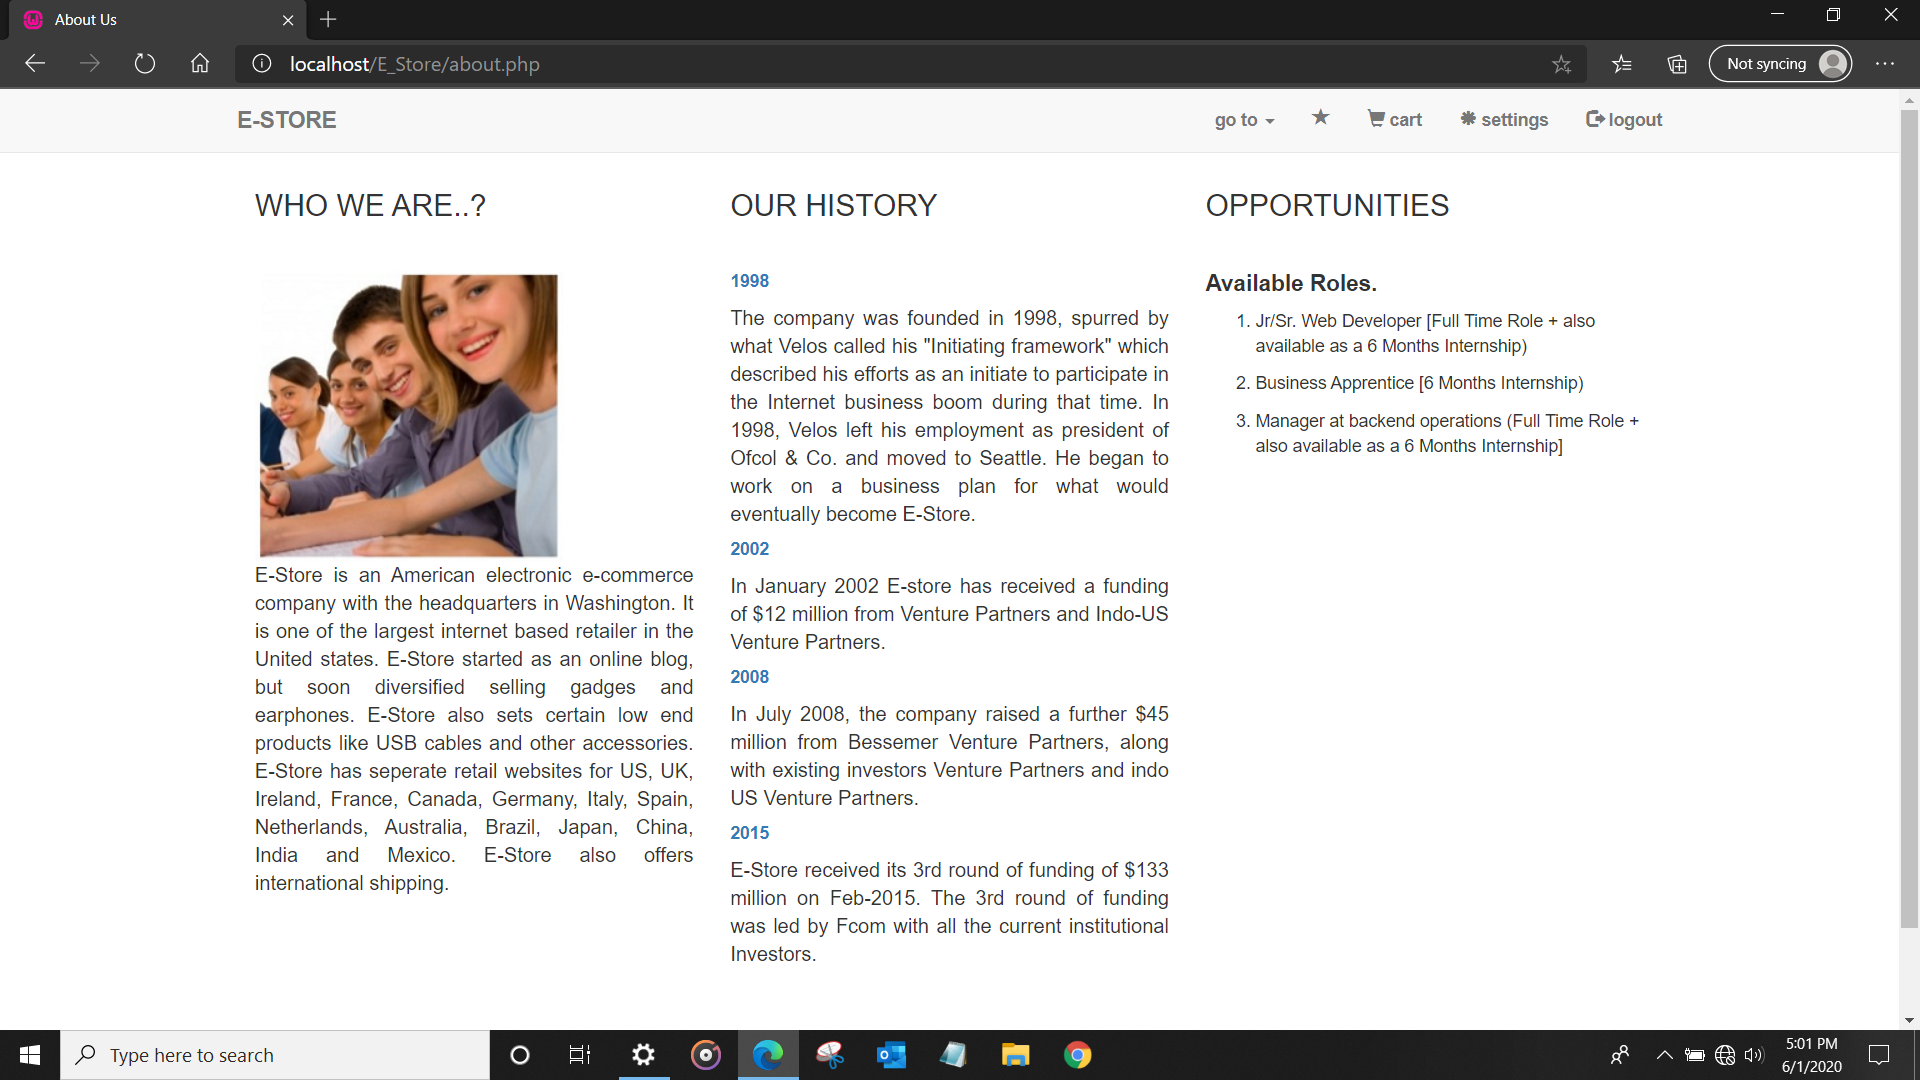 About Us
localhost/E_Store/about.php
Not syncing
E-STORE
go to
cart
settings
logout
WHO WE ARE..?
E-Store is an American electronic e-commerce
company with the headquarters in Washington. It
is one of the largest internet based retailer in the
United states. E-Store started as an online blog,
but soon diversified selling gadges and
earphones. E-Store also sets certain low end
products like USB cables and other accessories.
E-Store has seperate retail websites for US, UK,
Ireland, France, Canada, Germany, Italy, Spain,
Netherlands, Australia, Brazil, Japan, China,
India and Mexico. E-Store also offers
international shipping.
OUR HISTORY
1998
The company was founded in 1998, spurred by
what Velos called his "Initiating framework" which
described his efforts as an initiate to participate in
the Internet business boom during that time. In
1998, Velos left his employment as president of
Ofcol & Co. and moved to Seattle. He began to
work on a business plan for what would
eventually become E-Store.
2002
In January 2002 E-store has received a funding
of $12 million from Venture Partners and Indo-US
Venture Partners.
2008
In July 2008, the company raised a further $45
million from Bessemer Venture Partners, along
with existing investors Venture Partners and indo
US Venture Partners.
2015
E-Store received its 3rd round of funding of $133
million on Feb-2015. The 3rd round of funding
was led by Fcom with all the current institutional
Investors.
OPPORTUNITIES
Available Roles.
1. Jr/Sr. Web Developer [Full Time Role + also
available as a 6 Months Internship)
2. Business Apprentice [6 Months Internship)
3. Manager at backend operations (Full Time Role +
also available as a 6 Months Internship]
Type here to search
5:01 PM
6/1/2020